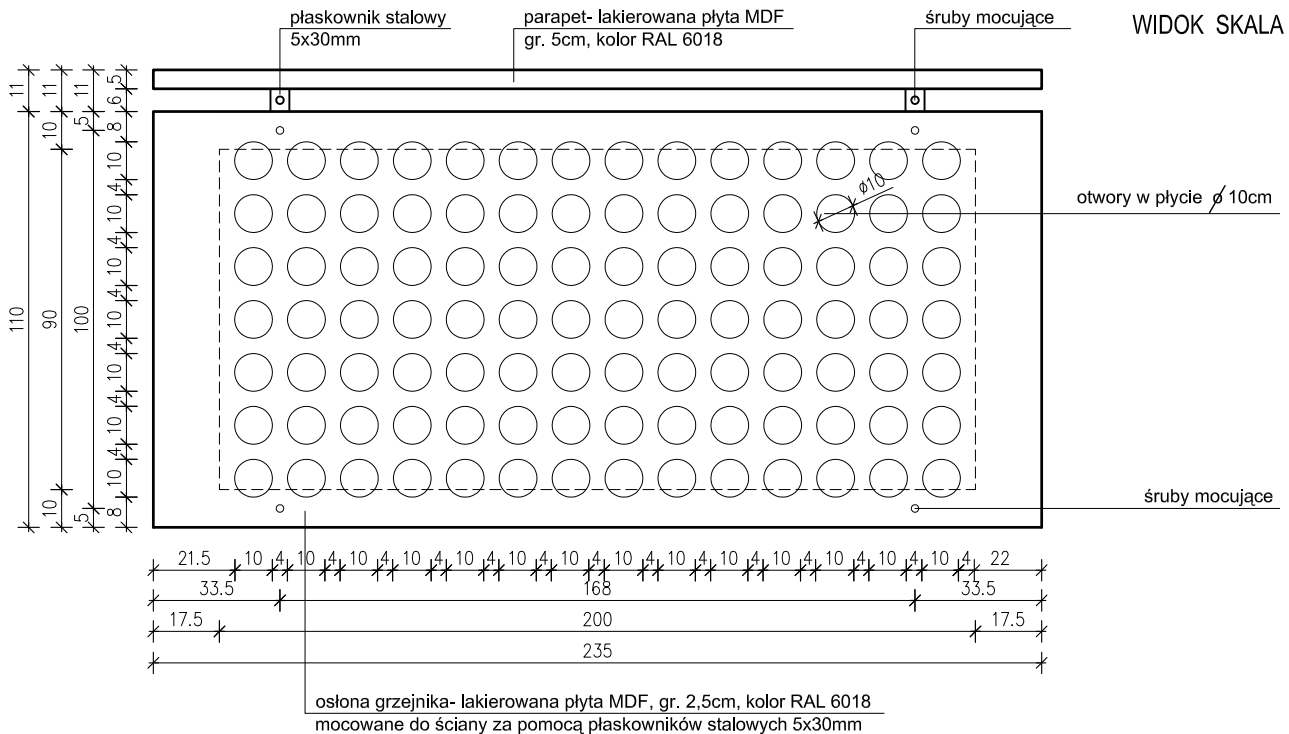 płaskownik stalowy
5x30mm
parapet- lakierowana płyta MDF
gr. 5cm, kolor RAL 6018
śruby mocujące
WIDOK SKALA
11 11 11 6 5
110 10 90 10 5 100 5
8 10 4 10 4 10 4 10 4 10 4 10 4 10 8
ø10
otwory w płycie ø 10cm
śruby mocujące
21.5 10 4 10 4 10 4 10 4 10 4 10 4 10 4 10 4 10 4 10 4 10 4 10 4 10 4 10 4 22
33.5 168 33.5
17.5 200 17.5
235
osłona grzejnika- lakierowana płyta MDF, gr. 2,5cm, kolor RAL 6018
mocowane do ściany za pomocą płaskowników stalowych 5x30mm